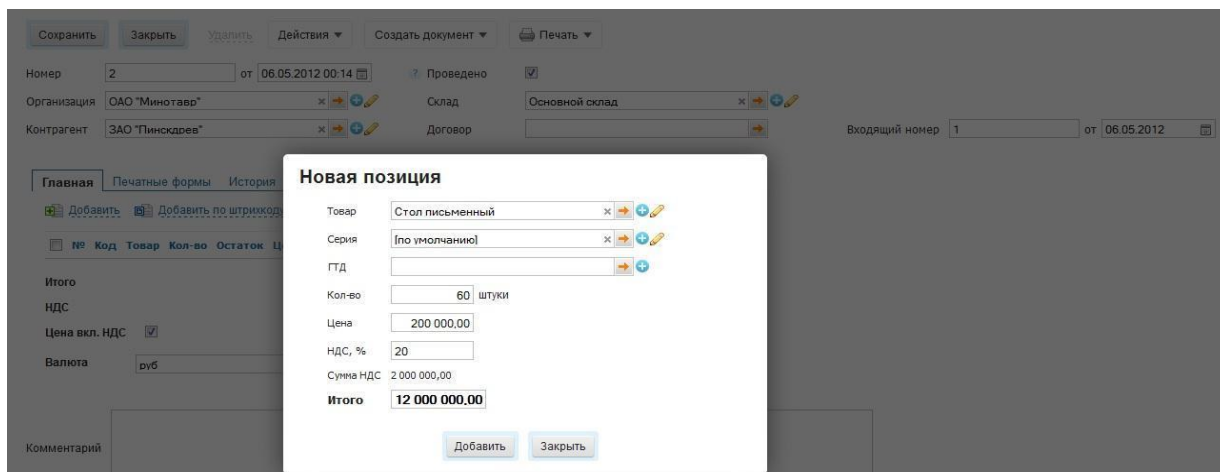 Сохранить Закрыть Удалить Действия Создать документ Печать
Номер 2 от 06.05.2012 00:14 ? Проведено
Организация ОАО "Минотавр" Склад Основной склад
Контрагент ЗАО "Пинскдрев" Договор Входящий номер 1 от 06.05.2012
Главная Печатные формы История
Добавить Добавить по штрихкоду
№ Код Товар Кол-во Остаток
Итого
НДС
Цена вкл. НДС
Валюта руб
Комментарий
Новая позиция
Товар Стол письменный
Серия [по умолчанию]
ГТД
Кол-во 60 штуки
Цена 200 000,00
НДС, % 20
Сумма НДС 2 000 000,00
Итого 12 000 000,00
Добавить Закрыть